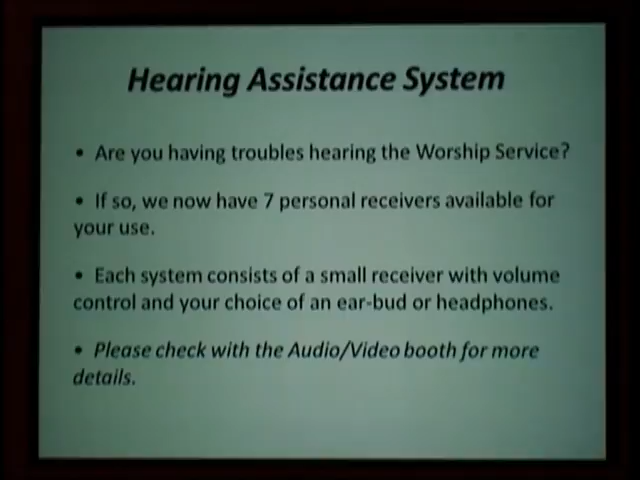 Hearing Assistance System
• Are you having troubles hearing the Worship Service?
• If so, we now have 7 personal receivers available for
your use.
• Each system consists of a small receiver with volume
control and your choice of an ear-bud or headphones.
• Please check with the Audio/Video booth for more
details.